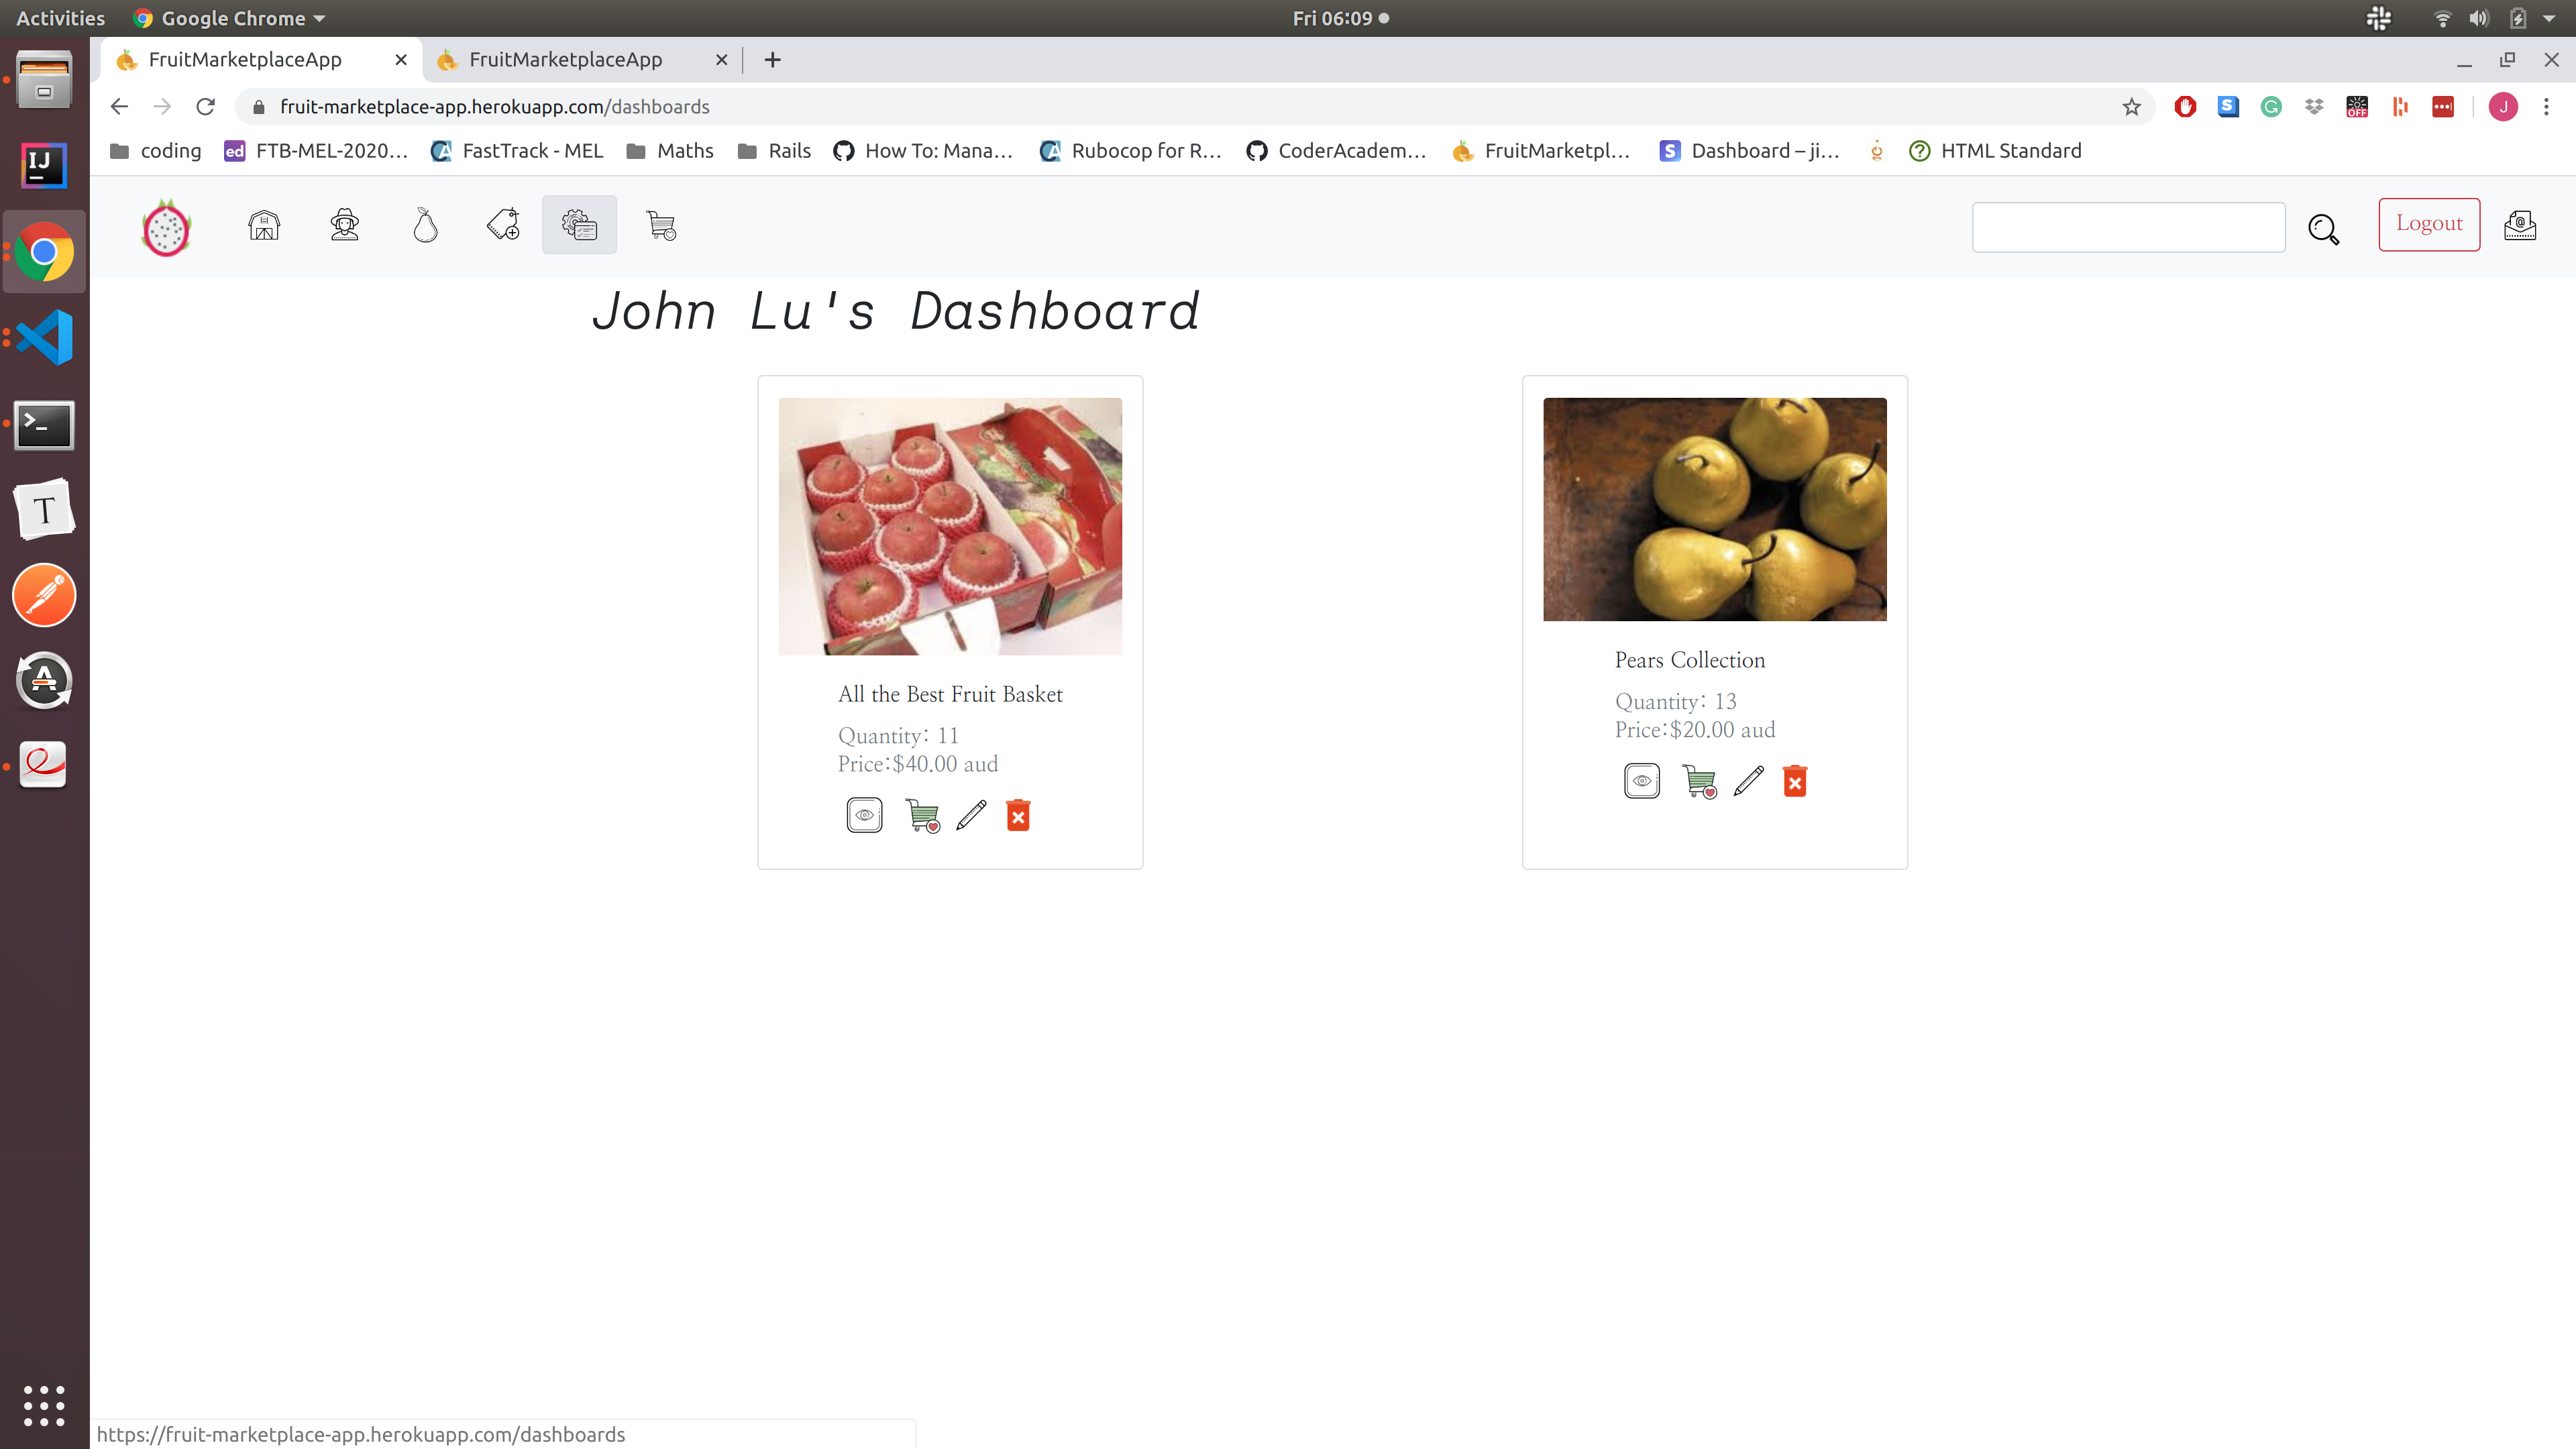 Activities
Google Chrome
Fri 06:09
FruitMarketplaceApp
FruitMarketplaceApp
fruit-marketplace-app.herokuapp.com/dashboards
S
G
OFF
J
coding
ed FTB-MEL-2020...
FastTrack - MEL
Maths
Rails
How To: Mana...
Rubocop for R...
CoderAcadem...
FruitMarketpl...
S Dashboard – ji...
HTML Standard
IJ
Logout
John Lu's Dashboard
All the Best Fruit Basket
Quantity: 11
Price:$40.00 aud
Pears Collection
Quantity: 13
Price:$20.00 aud
T
A
https://fruit-marketplace-app.herokuapp.com/dashboards